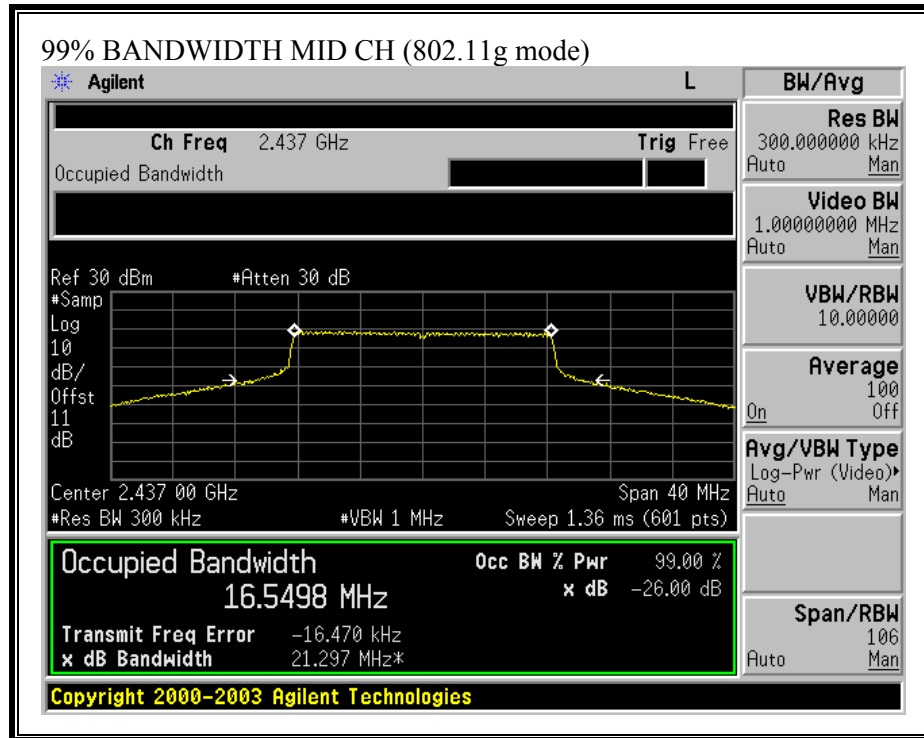 99% BANDWIDTH MID CH (802.11g mode)
Agilent L
Ch Freq 2.437 GHz Trig Free
Occupied Bandwidth
Ref 30 dBm #Atten 30 dB
#Samp
Log
10
dB/
Offst
11
dB
Center 2.437 00 GHz Span 40 MHz
#Res BW 300 kHz #VBW 1 MHz Sweep 1.36 ms (601 pts)
Occupied Bandwidth
16.5498 MHz
Occ BW % Pwr 99.00 %
x dB -26.00 dB
Transmit Freq Error -16.470 kHz
x dB Bandwidth 21.297 MHz*
Copyright 2000-2003 Agilent Technologies
BW/Avg
Res BW
300.000000 kHz
Auto Man
Video BW
1.00000000 MHz
Auto Man
VBW/RBW
10.00000
Average
100
On Off
Avg/VBW Type
Log-Pwr (Video)▸
Auto Man
Span/RBW
106
Auto Man